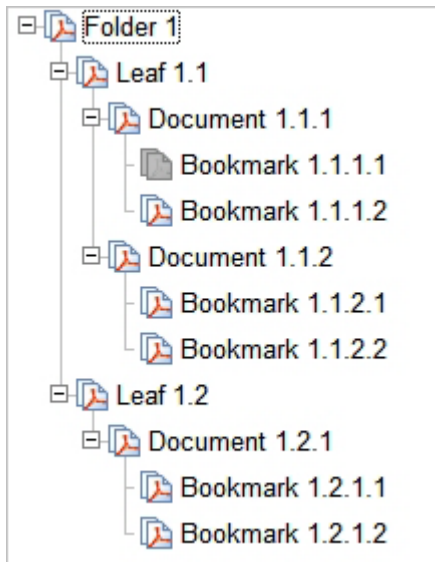 Folder 1
Leaf 1.1
Document 1.1.1
Bookmark 1.1.1.1
Bookmark 1.1.1.2
Document 1.1.2
Bookmark 1.1.2.1
Bookmark 1.1.2.2
Leaf 1.2
Document 1.2.1
Bookmark 1.2.1.1
Bookmark 1.2.1.2